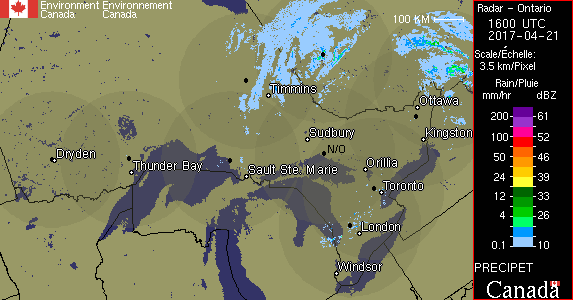 Environment Environnement
Canada Canada
100 KM
Timmins
Ottawa
Sudbury
Kingston
N/O
Dryden
Thunder Bay
Sault Ste. Marie
Orillia
Toronto
London
Windsor
Radar - Ontario
1600 UTC
2017-04-21
Scale/Échelle:
3.5 km/Pixel
Rain/Pluie
mm/hr dBZ
200 61
100 55
50 52
50 46
24 39
12 33
4 26
0.1 10
PRECIPET
Canada